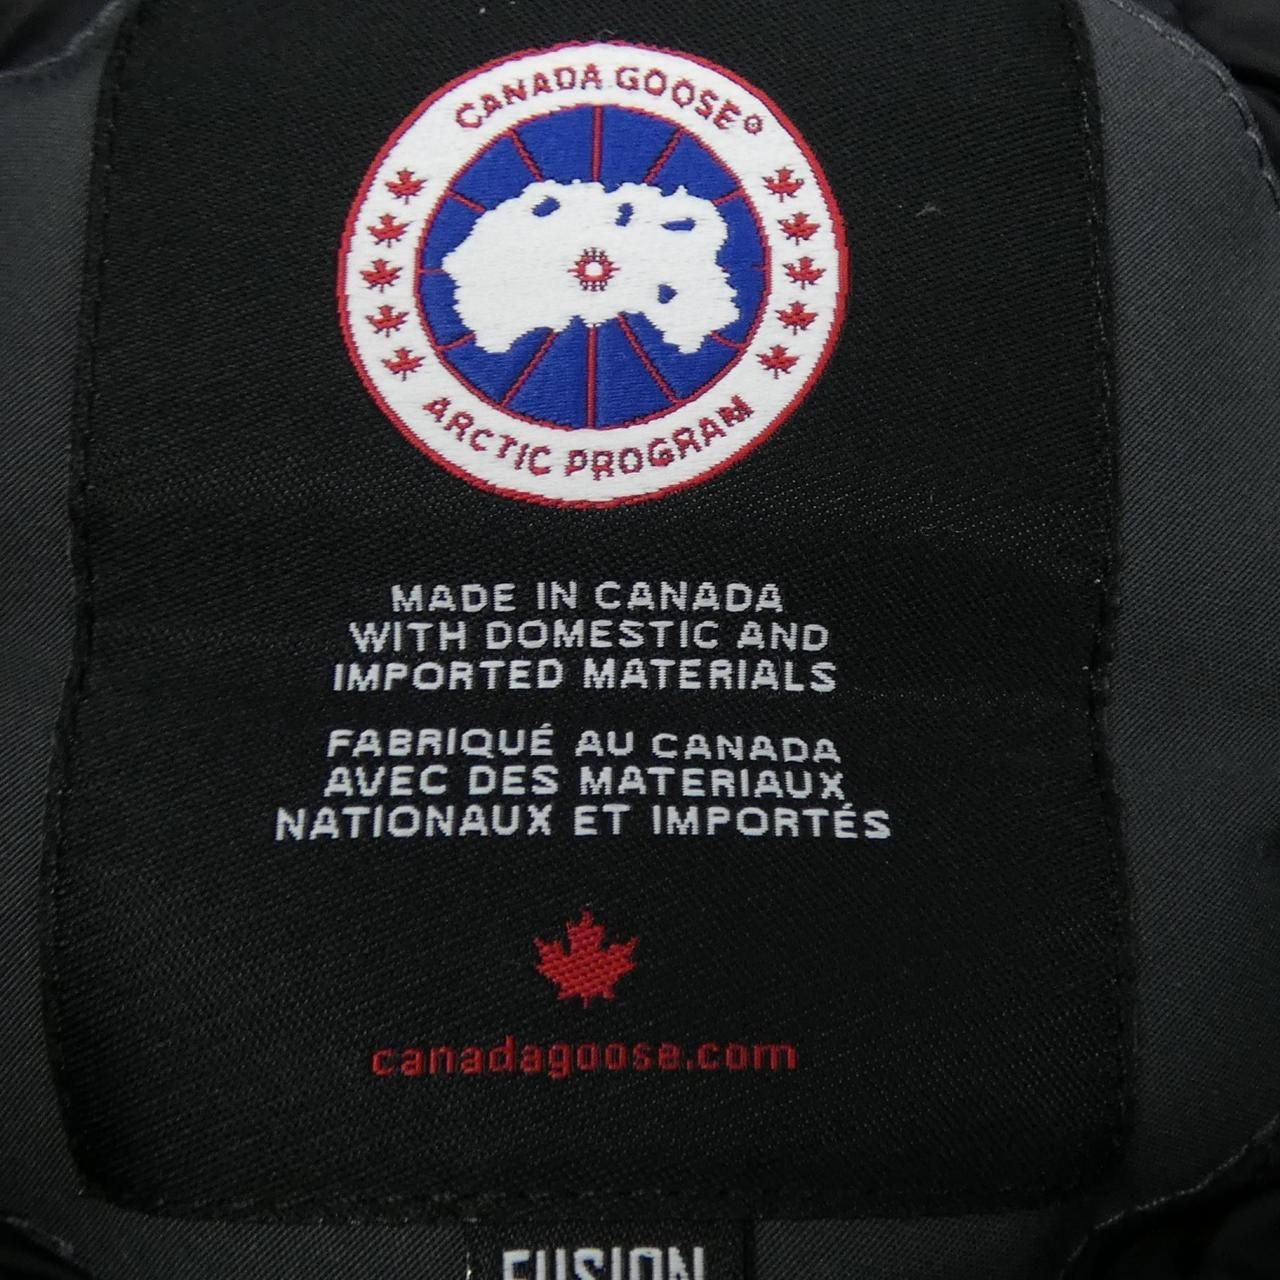 CANADA GOOSE®
ARCTIC PROGRAM
MADE IN CANADA
WITH DOMESTIC AND
IMPORTED MATERIALS
FABRIQUÉ AU CANADA
AVEC DES MATERIAUX
NATIONAUX ET IMPORTÉS
canadagoose.com
FUSION